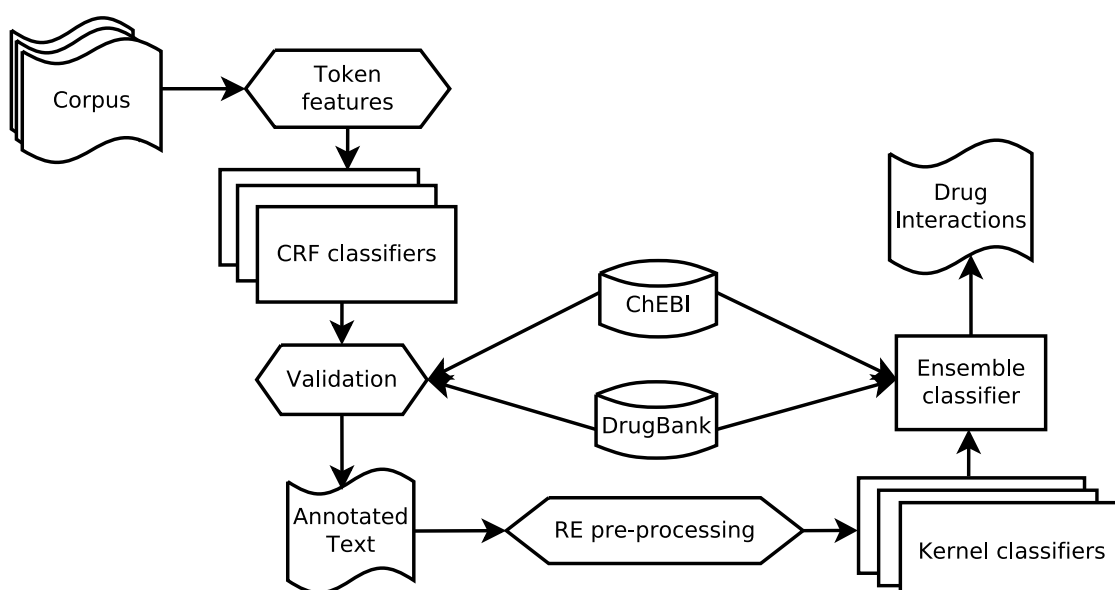 Corpus
Token
features
CRF classifiers
Validation
Annotated
Text
ChEBI
DrugBank
RE pre-processing
Kernel classifiers
Ensemble
classifier
Drug
Interactions